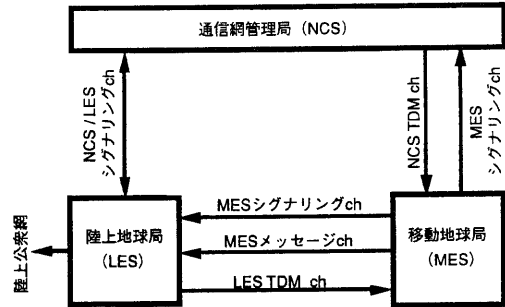 通信網管理局 (NCS)
NCS / LES
シグナリングch
NCS TDM ch
MES
シグナリングch
陸上公衆網
陸上地球局
(LES)
MESシグナリングch
MESメッセージch
LES TDM ch
移動地球局
(MES)